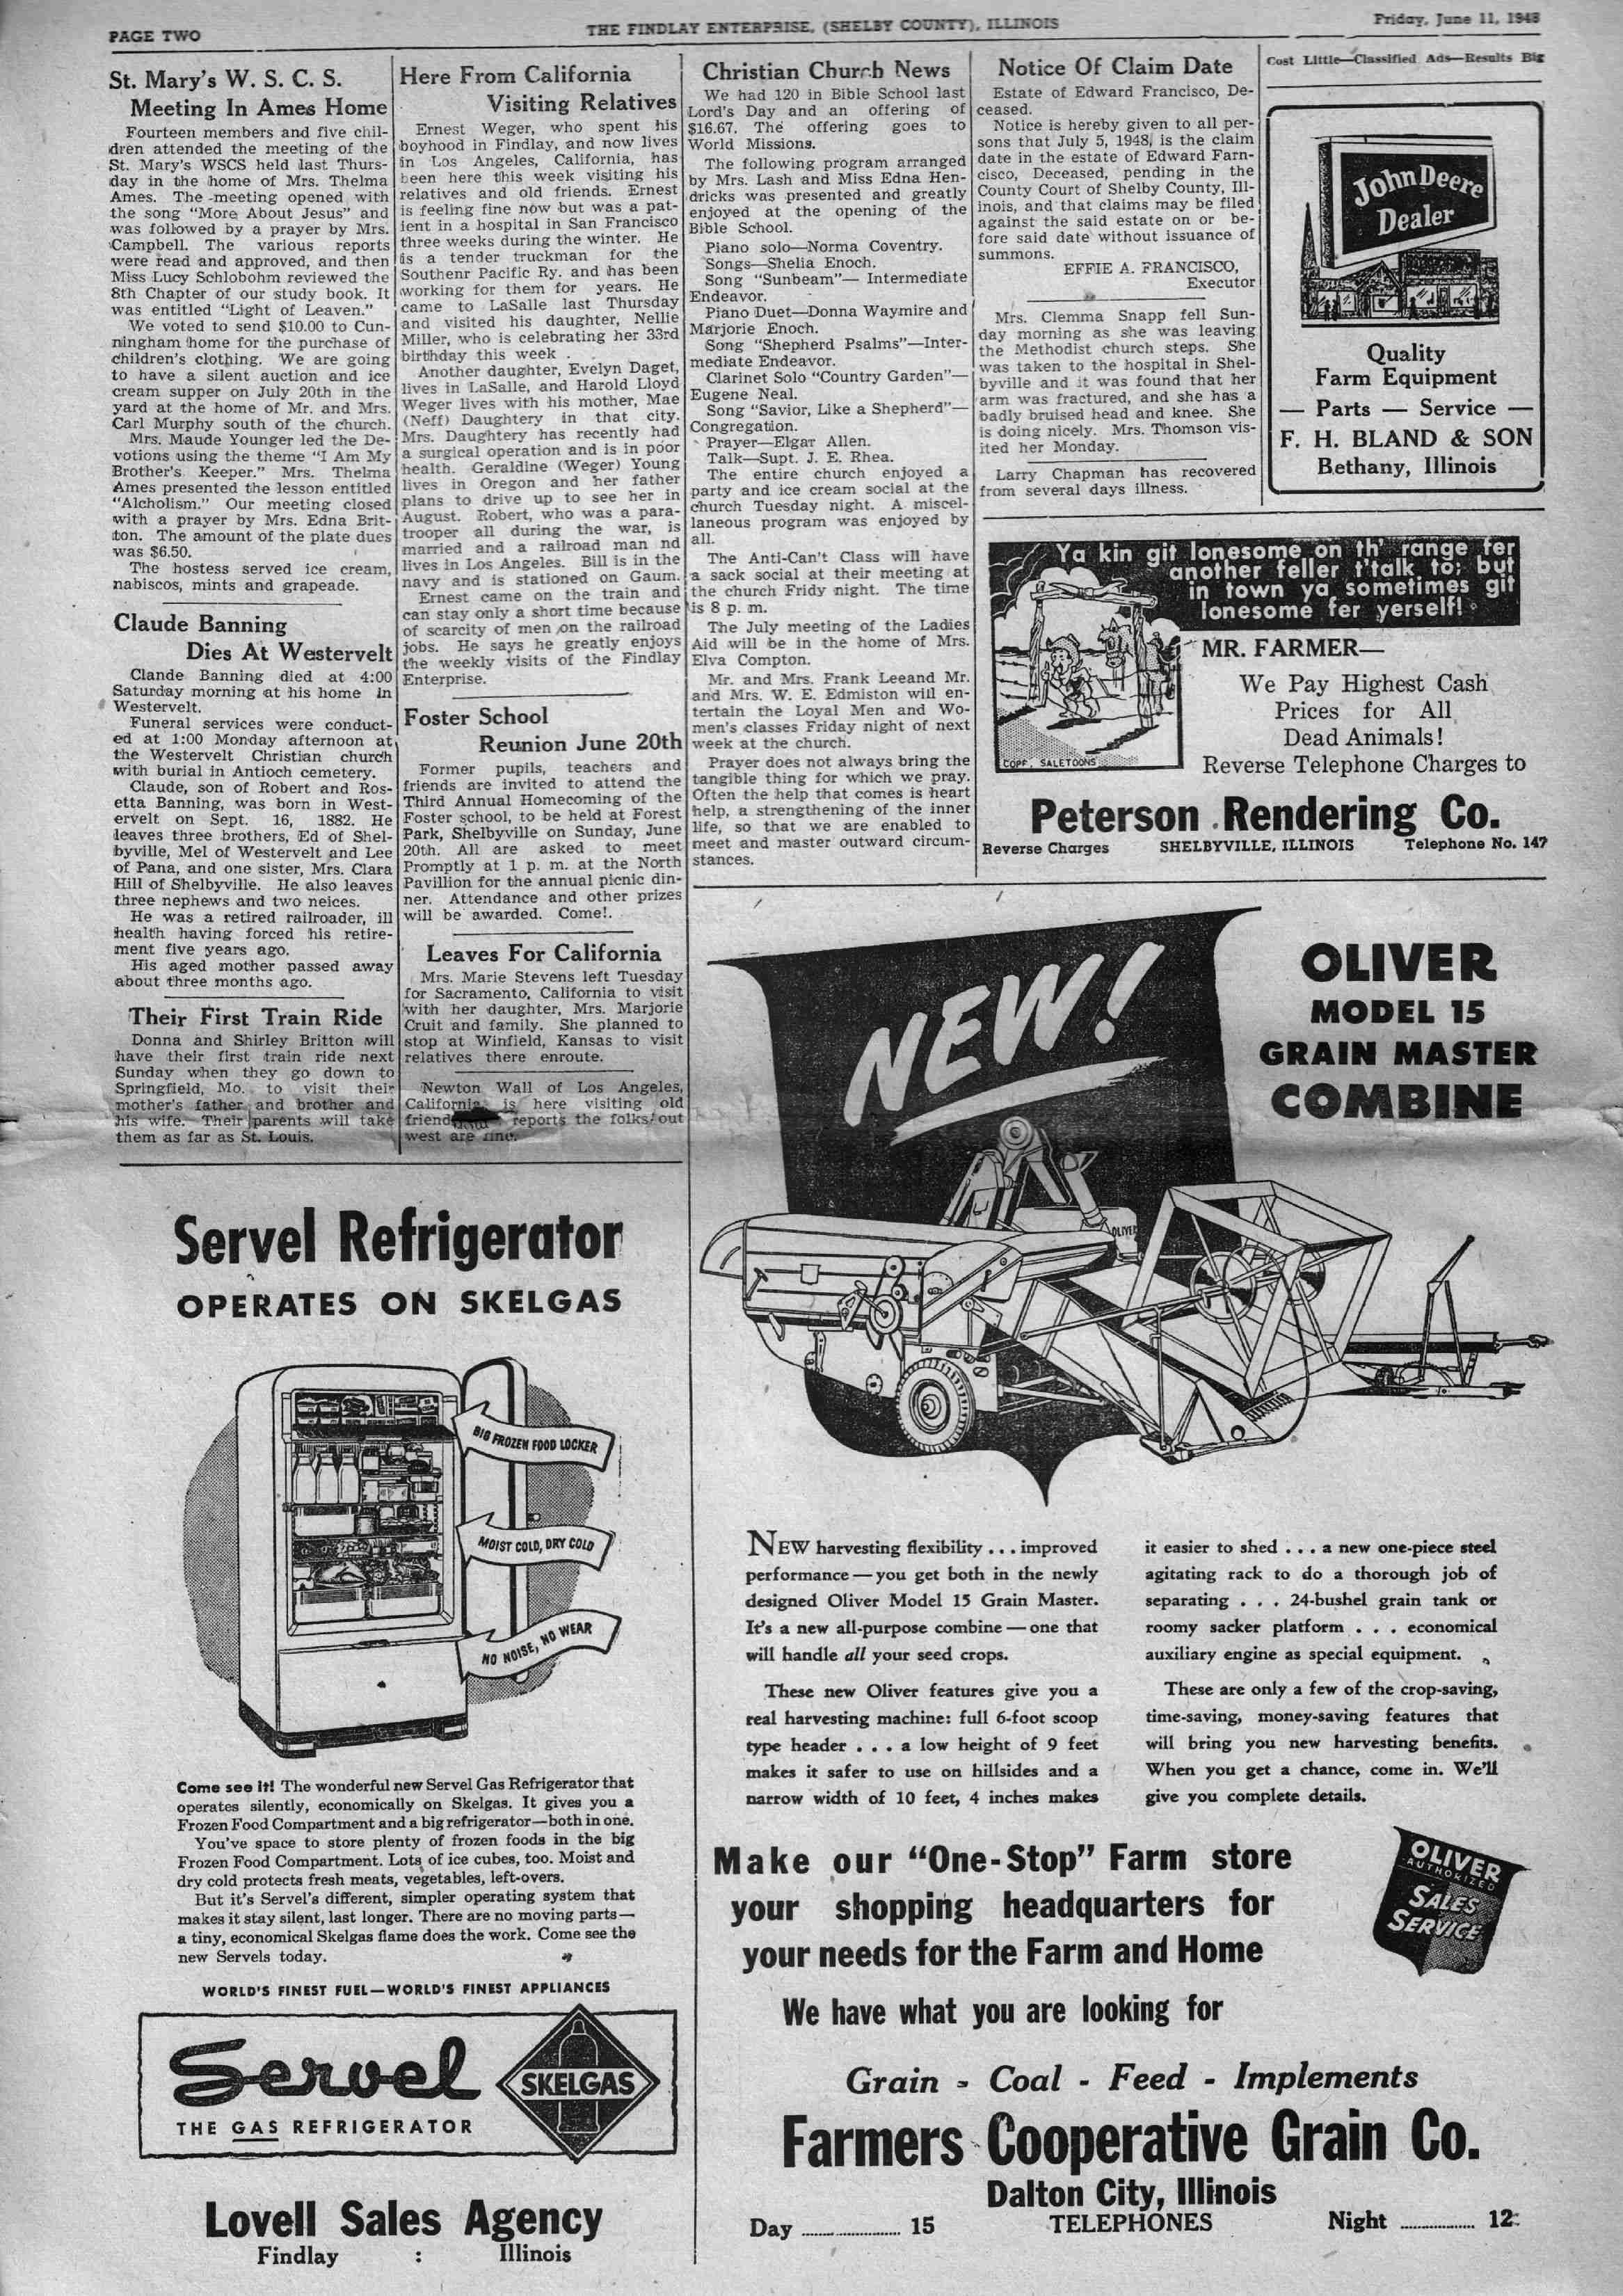 PAGE TWO
THE FINDLAY ENTERPRISE, (SHELBY COUNTY), ILLINOIS
Friday, June 11, 1948
St. Mary's W. S. C. S.
Meeting In Ames Home
Fourteen members and five chil-
dren attended the meeting of the
St. Mary's WSCS held last Thurs-
day in the home of Mrs. Thelma
Ames. The meeting opened with
the song "More About Jesus" and
was followed by a prayer by Mrs.
Campbell. The various reports
were read and approved, and then
Miss Lucy Schlobohm reviewed the
8th Chapter of our study book. It
was entitled "Light of Leaven."
We voted to send $10.00 to Cun-
ningham home for the purchase of
children's clothing. We are going
to have a silent auction and ice
cream supper on July 20th in the
yard at the home of Mr. and Mrs.
Carl Murphy south of the church.
Mrs. Maude Younger led the De-
votions using the theme "I Am My
Brother's Keeper." Mrs. Thelma
Ames presented the lesson entitled
"Alcholism." Our meeting closed
with a prayer by Mrs. Edna Brit-
ton. The amount of the plate dues
was $6.50.
The hostess served ice cream,
nabiscos, mints and grapeade.
Claude Banning
Dies At Westervelt
Clande Banning died at 4:00
Saturday morning at his home in
Westervelt.
Funeral services were conduct-
ed at 1:00 Monday afternoon at
the Westervelt Christian church
with burial in Antioch cemetery.
Claude, son of Robert and Ros-
etta Banning, was born in West-
ervelt on Sept. 16, 1882. He
leaves three brothers, Ed of Shel-
byville, Mel of Westervelt and Lee
of Pana, and one sister, Mrs. Clara
Hill of Shelbyville. He also leaves
three nephews and two neices.
He was a retired railroader, ill
health having forced his retire-
ment five years ago.
His aged mother passed away
about three months ago.
Their First Train Ride
Donna and Shirley Britton will
have their first train ride next
Sunday when they go down to
Springfield, Mo. to visit their
mother's father and brother and
his wife. Their parents will take
them as far as St. Louis.
Here From California
Visiting Relatives
Ernest Weger, who spent his
boyhood in Findlay, and now lives
in Los Angeles, California, has
been here this week visiting his
relatives and old friends. Ernest
is feeling fine now but was a pat-
ient in a hospital in San Francisco
three weeks during the winter. He
is a tender truckman for the
Southenr Pacific Ry. and has been
working for them for years. He
came to LaSalle last Thursday
and visited his daughter, Nellie
Miller, who is celebrating her 33rd
birthday this week .
Another daughter, Evelyn Daget,
lives in LaSalle, and Harold Lloyd
Weger lives with his mother, Mae
(Neff) Daughtery in that city.
Mrs. Daughtery has recently had
a surgical operation and is in poor
health. Geraldine (Weger) Young
lives in Oregon and her father
plans to drive up to see her in
August. Robert, who was a para-
trooper all during the war, is
married and a railroad man nd
lives in Los Angeles. Bill is in the
navy and is stationed on Gaum.
Ernest came on the train and
can stay only a short time because
of scarcity of men on the railroad
jobs. He says he greatly enjoys
the weekly visits of the Findlay
Enterprise.
Foster School
Reunion June 20th
Former pupils, teachers and
friends are invited to attend the
Third Annual Homecoming of the
Foster school, to be held at Forest
Park, Shelbyville on Sunday, June
20th. All are asked to meet
Promptly at 1 p. m. at the North
Pavillion for the annual picnic din-
ner. Attendance and other prizes
will be awarded. Come!.
Leaves For California
Mrs. Marie Stevens left Tuesday
for Sacramento, California to visit
with her daughter, Mrs. Marjorie
Cruit and family. She planned to
stop at Winfield, Kansas to visit
relatives there enroute.
Newton Wall of Los Angeles,
California is here visiting old
friend reports the folks out
west are fine.
Christian Church News
We had 120 in Bible School last
Lord's Day and an offering of
$16.67. The offering goes to
World Missions.
The following program arranged
by Mrs. Lash and Miss Edna Hen-
dricks was presented and greatly
enjoyed at the opening of the
Bible School.
Piano solo—Norma Coventry.
Songs—Shelia Enoch.
Song "Sunbeam"— Intermediate
Endeavor.
Piano Duet—Donna Waymire and
Marjorie Enoch.
Song "Shepherd Psalms"—Inter-
mediate Endeavor.
Clarinet Solo "Country Garden"—
Eugene Neal.
Song "Savior, Like a Shepherd"—
Congregation.
Prayer—Elgar Allen.
Talk—Supt. J. E. Rhea.
The entire church enjoyed a
party and ice cream social at the
church Tuesday night. A miscel-
laneous program was enjoyed by
all.
The Anti-Can't Class will have
a sack social at their meeting at
the church Fridy night. The time
is 8 p. m.
The July meeting of the Ladies
Aid will be in the home of Mrs.
Elva Compton.
Mr. and Mrs. Frank Leeand Mr.
and Mrs. W. E. Edmiston will en-
tertain the Loyal Men and Wo-
men's classes Friday night of next
week at the church.
Prayer does not always bring the
tangible thing for which we pray.
Often the help that comes is heart
help, a strengthening of the inner
life, so that we are enabled to
meet and master outward circum-
stances.
Notice Of Claim Date
Estate of Edward Francisco, De-
ceased.
Notice is hereby given to all per-
sons that July 5, 1948, is the claim
date in the estate of Edward Farn-
cisco, Deceased, pending in the
County Court of Shelby County, Ill-
inois, and that claims may be filed
against the said estate on or be-
fore said date without issuance of
summons.
EFFIE A. FRANCISCO,
Executor
Mrs. Clemma Snapp fell Sun-
day morning as she was leaving
the Methodist church steps. She
was taken to the hospital in Shel-
byville and it was found that her
arm was fractured, and she has a
badly bruised head and knee. She
is doing nicely. Mrs. Thomson vis-
ited her Monday.
Larry Chapman has recovered
from several days illness.
Cost Little—Classified Ads—Results Big
John Deere
Dealer
Quality
Farm Equipment
— Parts — Service —
F. H. BLAND & SON
Bethany, Illinois
Ya kin git lonesome on th' range fer
another feller t'talk to; but
in town ya sometimes git
lonesome fer yerself!
COPR. SALETOONS
MR. FARMER—
We Pay Highest Cash
Prices for All
Dead Animals!
Reverse Telephone Charges to
Peterson Rendering Co.
Reverse Charges SHELBYVILLE, ILLINOIS Telephone No. 147
NEW!
OLIVER
MODEL 15
GRAIN MASTER
COMBINE
OLIVER
NEW harvesting flexibility . . . improved
performance — you get both in the newly
designed Oliver Model 15 Grain Master.
It's a new all-purpose combine — one that
will handle all your seed crops.
These new Oliver features give you a
real harvesting machine: full 6-foot scoop
type header . . . a low height of 9 feet
makes it safer to use on hillsides and a
narrow width of 10 feet, 4 inches makes
it easier to shed . . . a new one-piece steel
agitating rack to do a thorough job of
separating . . . 24-bushel grain tank or
roomy sacker platform . . . economical
auxiliary engine as special equipment.
These are only a few of the crop-saving,
time-saving, money-saving features that
will bring you new harvesting benefits.
When you get a chance, come in. We'll
give you complete details.
Make our "One-Stop" Farm store
your shopping headquarters for
your needs for the Farm and Home
We have what you are looking for
OLIVER
AUTHORIZED
SALES
SERVICE
Grain - Coal - Feed - Implements
Farmers Cooperative Grain Co.
Dalton City, Illinois
Day ........ 15 TELEPHONES Night ........ 12
Servel Refrigerator
OPERATES ON SKELGAS
BIG FROZEN FOOD LOCKER
MOIST COLD, DRY COLD
NO NOISE, NO WEAR
Come see it! The wonderful new Servel Gas Refrigerator that
operates silently, economically on Skelgas. It gives you a
Frozen Food Compartment and a big refrigerator—both in one.
You've space to store plenty of frozen foods in the big
Frozen Food Compartment. Lots of ice cubes, too. Moist and
dry cold protects fresh meats, vegetables, left-overs.
But it's Servel's different, simpler operating system that
makes it stay silent, last longer. There are no moving parts—
a tiny, economical Skelgas flame does the work. Come see the
new Servels today.
WORLD'S FINEST FUEL—WORLD'S FINEST APPLIANCES
Servel
THE GAS REFRIGERATOR
SKELGAS
Lovell Sales Agency
Findlay : Illinois